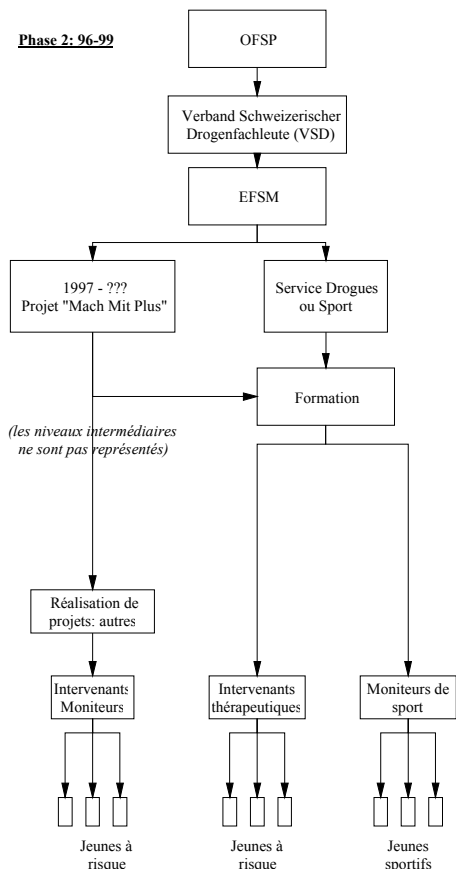 Phase 2: 96-99
OFSP
Verband Schweizerischer
Drogenfachleute (VSD)
EFSM
1997 - ???
Projet "Mach Mit Plus"
Service Drogues
ou Sport
Formation
(les niveaux intermédiaires
ne sont pas représentés)
Réalisation de
projets: autres
Intervenants
Moniteurs
Intervenants
thérapeutiques
Moniteurs de
sport
Jeunes à
risque
Jeunes à
risque
Jeunes
sportifs